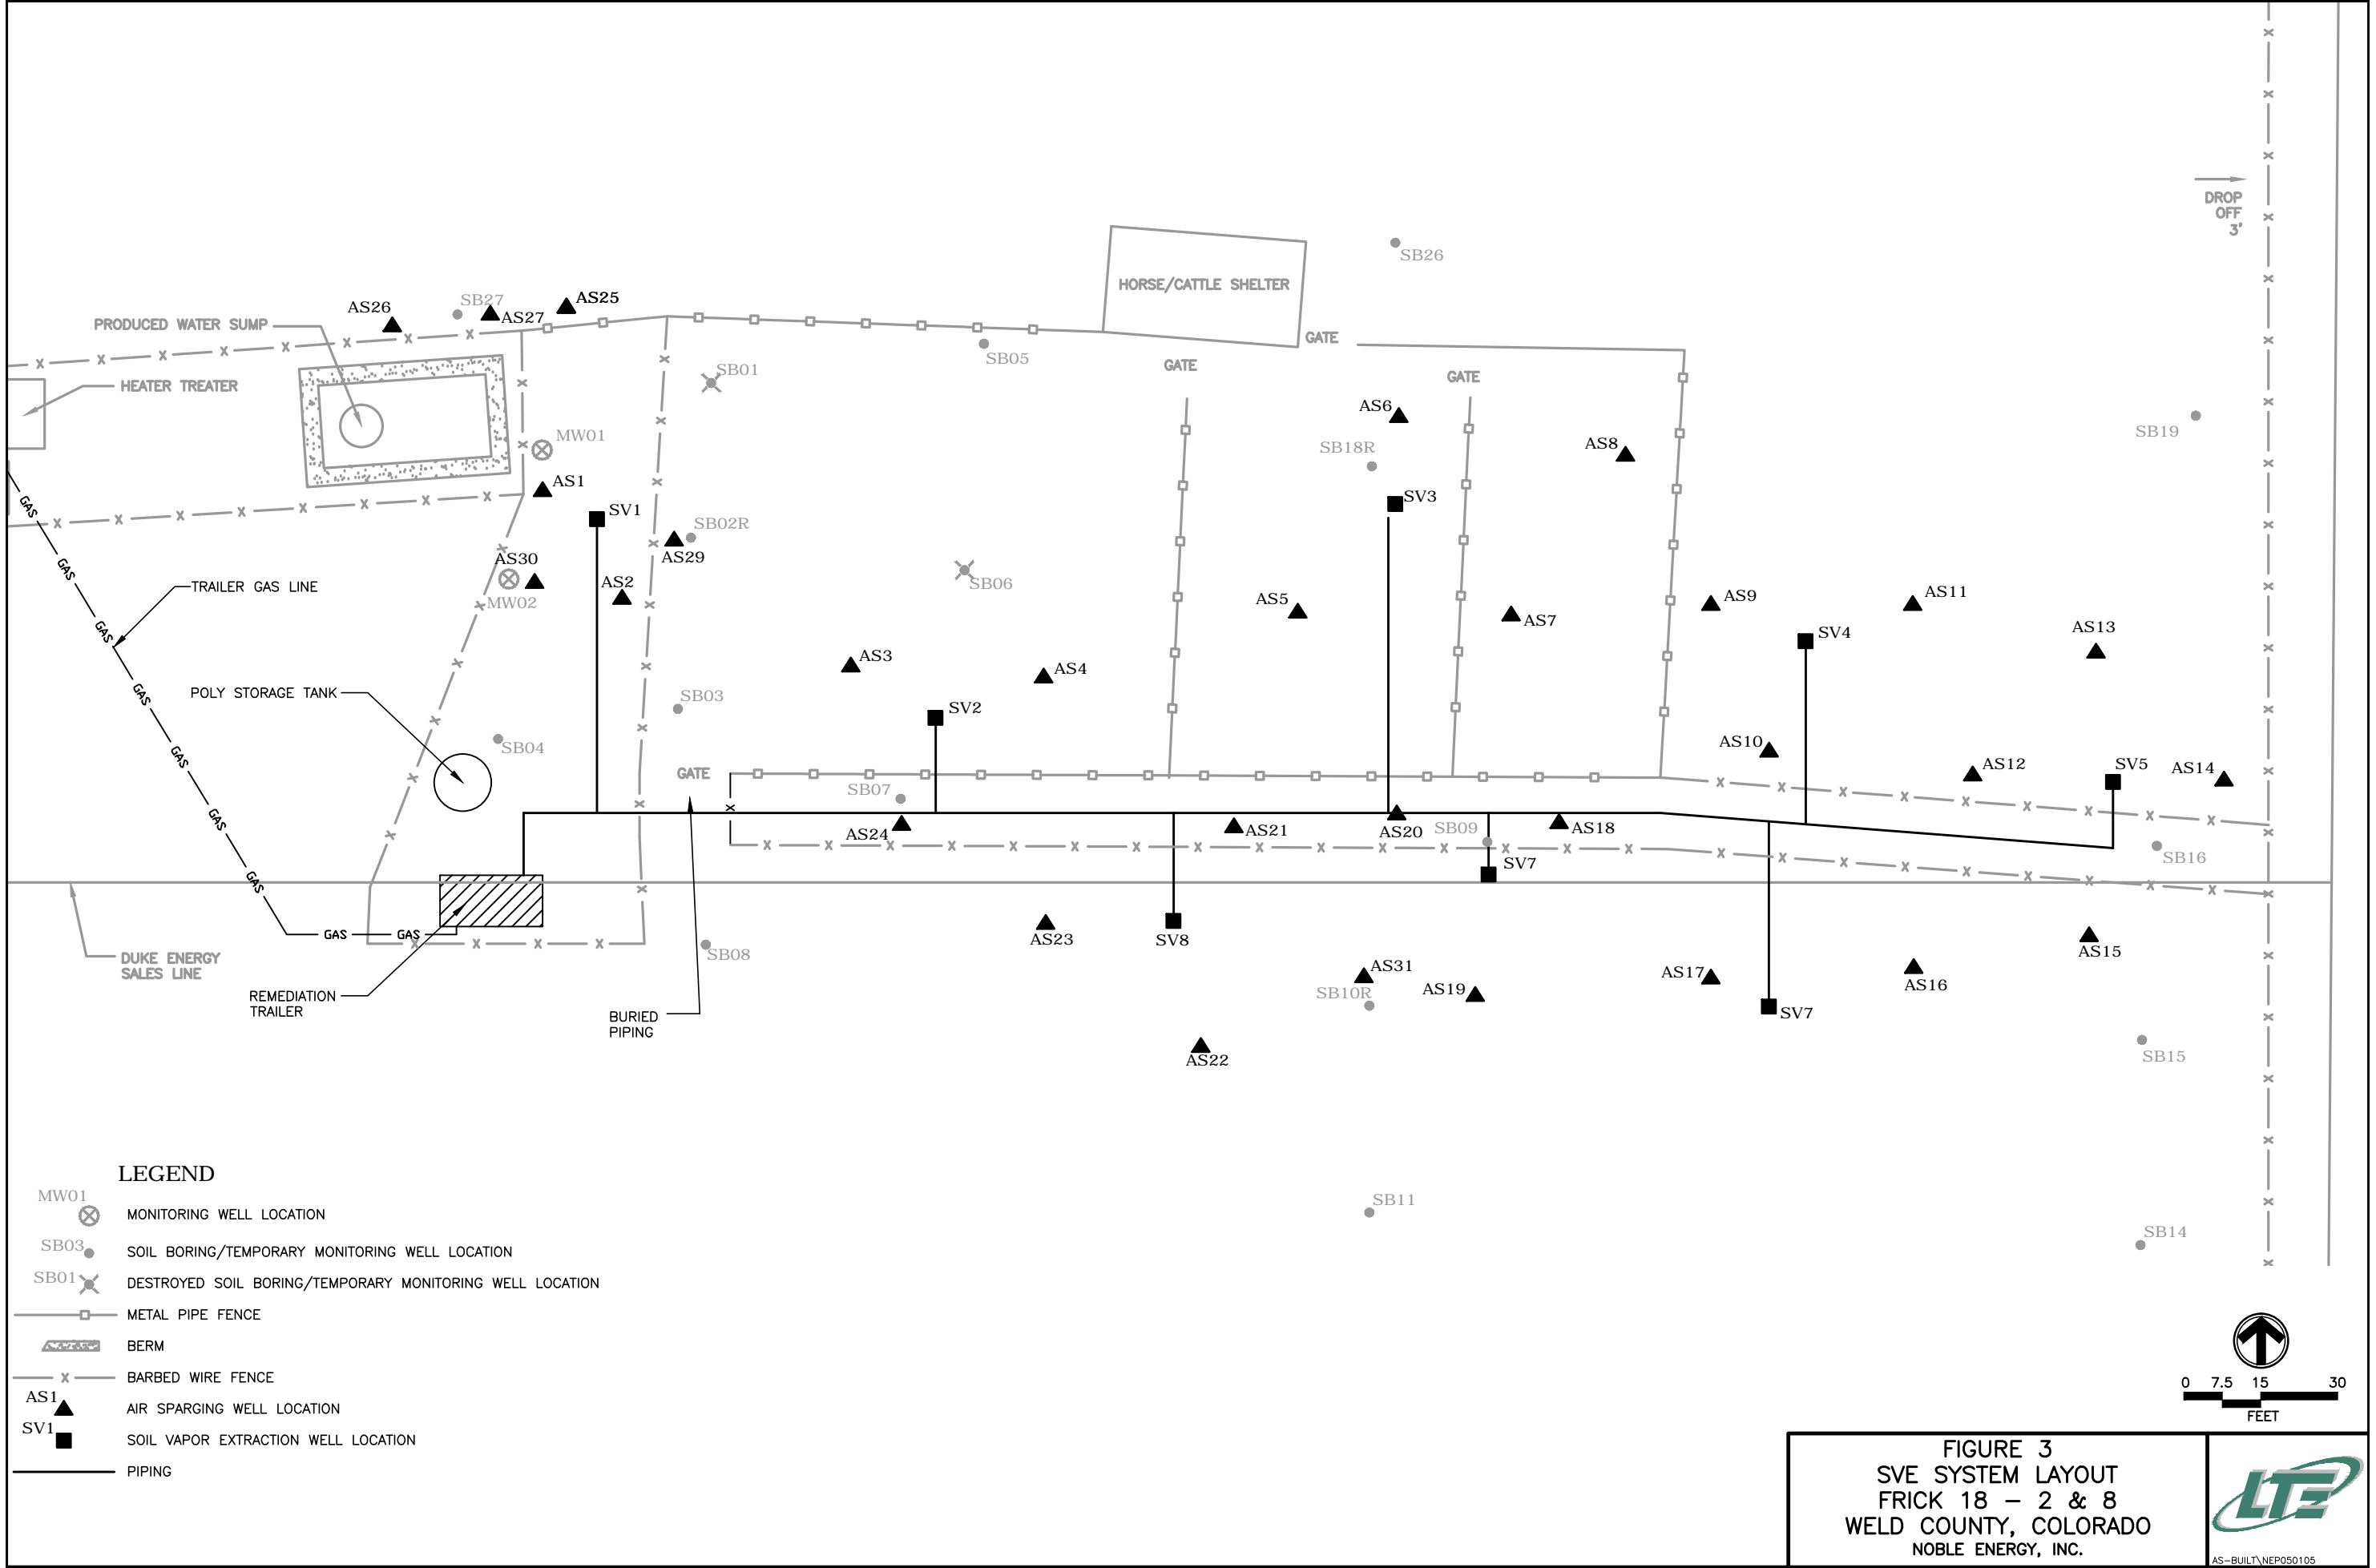 DROP
OFF
3'
SB26
HORSE/CATTLE SHELTER
AS26
SB27
AS27
AS25
PRODUCED WATER SUMP
GATE
SB05
GATE
SB01
GATE
HEATER TREATER
AS6
SB19
MW01
SB18R
AS8
AS1
SV3
SV1
SB02R
AS29
AS30
MW02
AS2
SB06
TRAILER GAS LINE
AS5
AS7
AS9
AS11
SV4
AS13
AS3
AS4
POLY STORAGE TANK
SB03
SV2
SB04
AS10
GATE
AS12
SV5
AS14
SB07
AS24
AS21
AS20
SB09
AS18
SB16
SV7
GAS
GAS
GAS
GAS
GAS
GAS
GAS
GAS GAS
AS23
SV8
AS15
SB08
DUKE ENERGY
SALES LINE
AS31
SB10R
AS19
AS17
AS16
REMEDIATION
TRAILER
BURIED
PIPING
SV7
AS22
SB15
LEGEND
MW01
MONITORING WELL LOCATION
SB03
SOIL BORING/TEMPORARY MONITORING WELL LOCATION
SB01
DESTROYED SOIL BORING/TEMPORARY MONITORING WELL LOCATION
METAL PIPE FENCE
BERM
BARBED WIRE FENCE
AS1
AIR SPARGING WELL LOCATION
SV1
SOIL VAPOR EXTRACTION WELL LOCATION
PIPING
SB11
SB14
0 7.5 15 30
FEET
FIGURE 3
SVE SYSTEM LAYOUT
FRICK 18 – 2 & 8
WELD COUNTY, COLORADO
NOBLE ENERGY, INC.
LTE
AS-BUILT\NEP050105